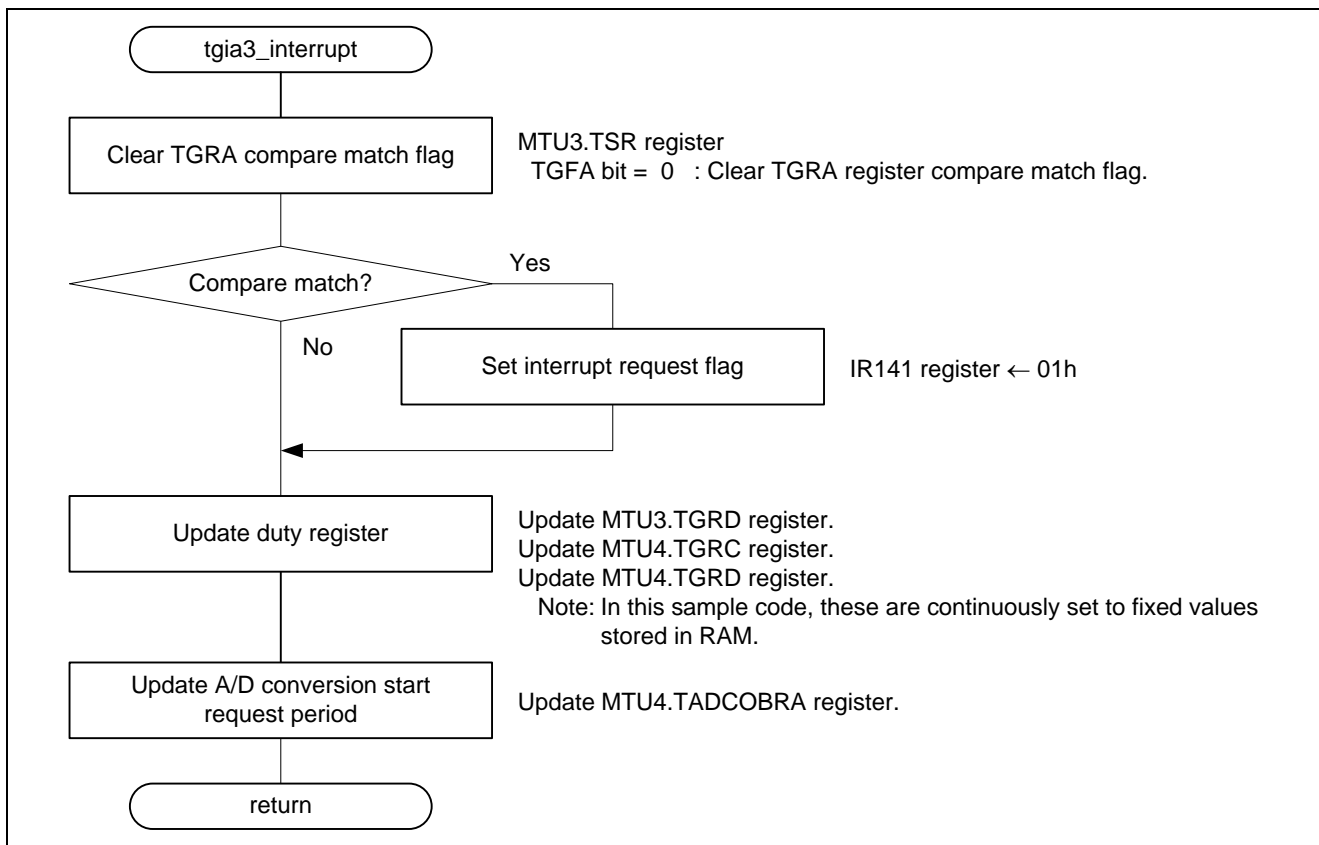 tgia3_interrupt
Clear TGRA compare match flag
MTU3.TSR register
TGFA bit = 0 : Clear TGRA register compare match flag.
Compare match?
Yes
No
Set interrupt request flag
IR141 register ← 01h
Update duty register
Update MTU3.TGRD register.
Update MTU4.TGRC register.
Update MTU4.TGRD register.
Note: In this sample code, these are continuously set to fixed values
stored in RAM.
Update A/D conversion start
request period
Update MTU4.TADCOBRA register.
return